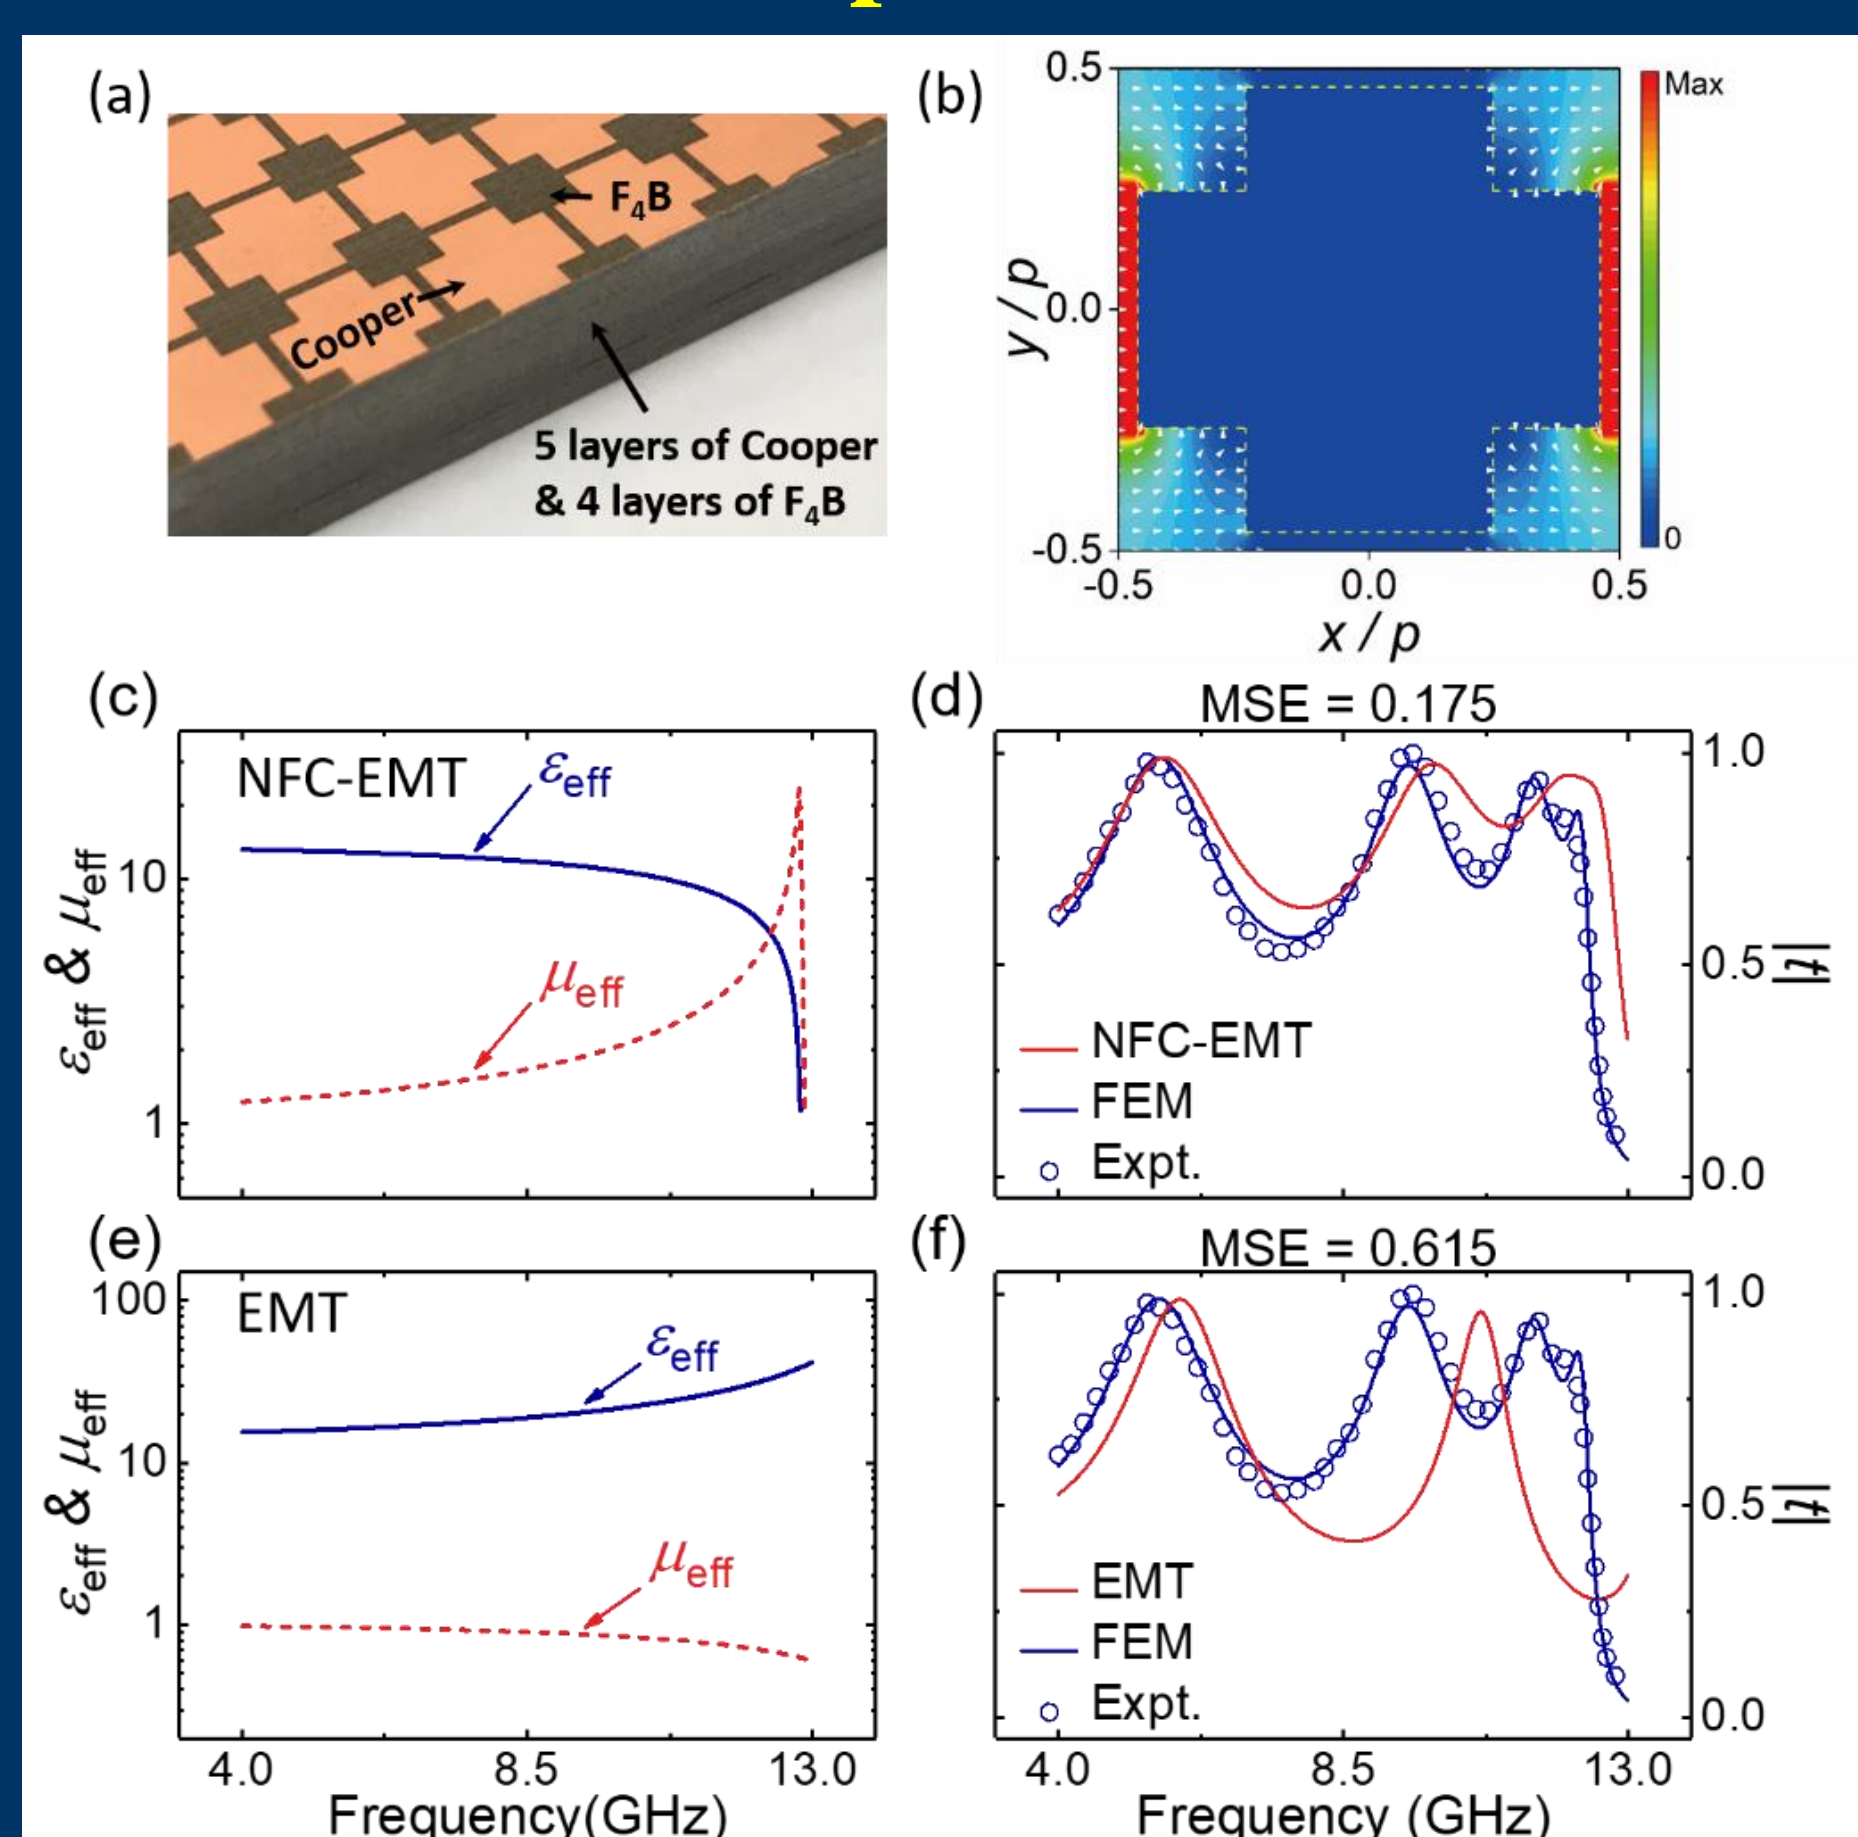 (a)
F₄B
Cooper
5 layers of Cooper
& 4 layers of F₄B
(b)
0.5
0.0
-0.5
y / p
-0.5 0.0 0.5
x / p
Max
0
(c)
NFC-EMT
εeff
μeff
10
1
εeff & μeff
(d)
MSE = 0.175
1.0
0.5
0.0
|t|
NFC-EMT
FEM
Expt.
(e)
EMT
εeff
μeff
100
10
1
εeff & μeff
4.0 8.5 13.0
Frequency(GHz)
(f)
MSE = 0.615
1.0
0.5
0.0
|t|
EMT
FEM
Expt.
4.0 8.5 13.0
Frequency (GHz)